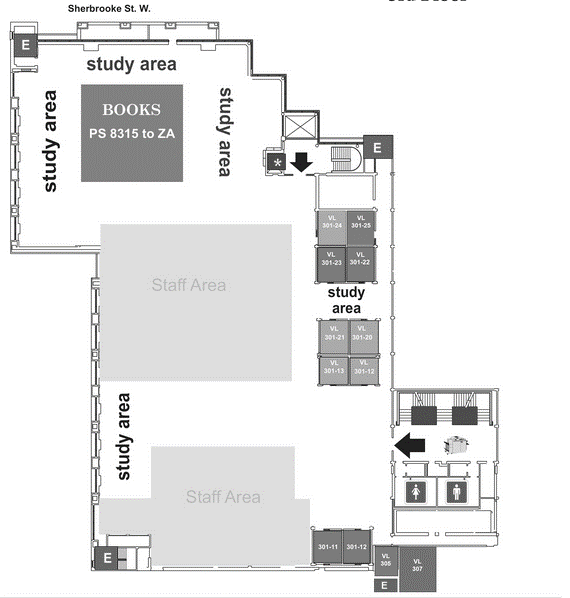 Sherbrooke St. W.
E
study area
study area
BOOKS
PS 8315 to ZA
study area
*
E
VL
301-24
VL
301-25
VL
301-23
VL
301-22
Staff Area
study
area
VL
301-21
VL
301-20
VL
301-13
VL
301-12
study area
Staff Area
E
301-11
301-12
VL
305
VL
307
E